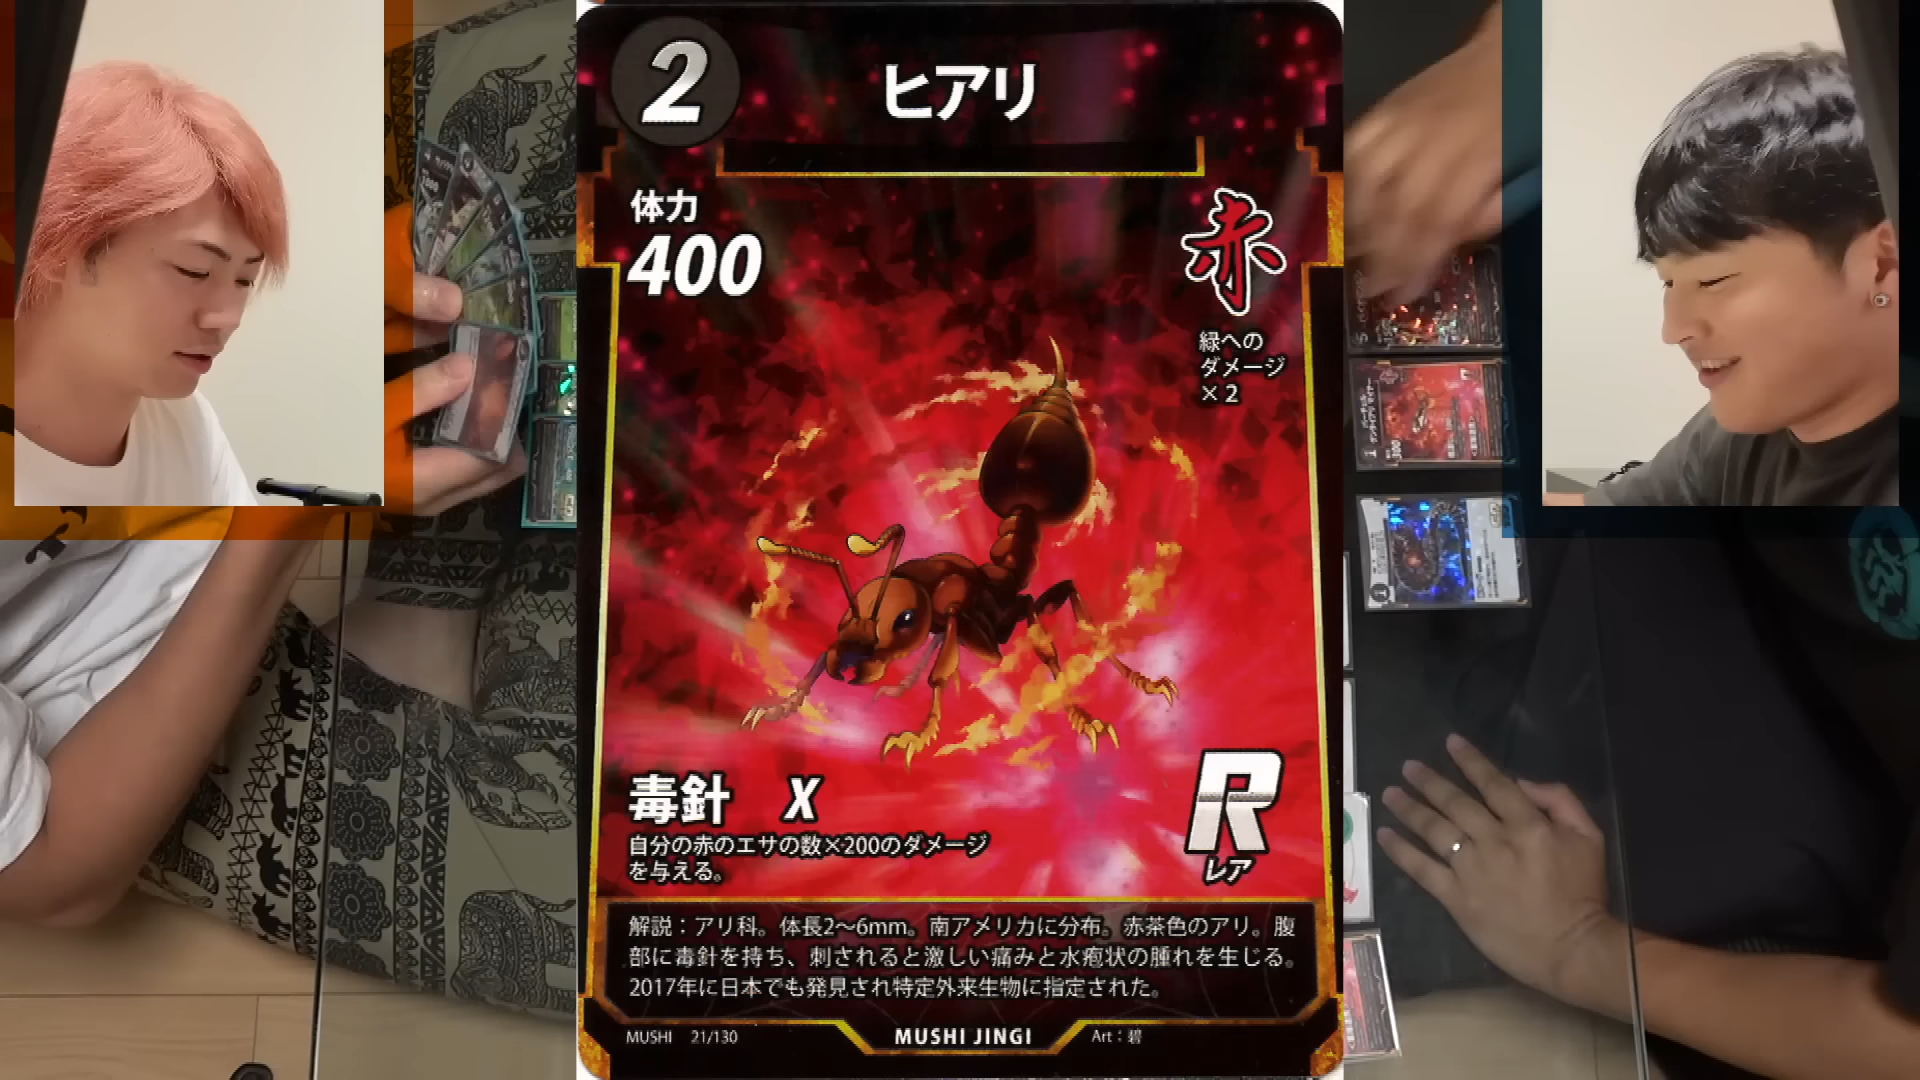 2
ヒアリ
体力
400
赤
緑への
ダメージ
×2
毒針 X
自分の赤のエサの数×200のダメージ
を与える。
R
レア
解説：アリ科。体長2〜6mm。南アメリカに分布。赤茶色のアリ。腹
部に毒針を持ち、刺されると激しい痛みと水疱状の腫れを生じる。
2017年に日本でも発見され特定外来生物に指定された。
MUSHI 21/130
MUSHI JINGI
Art：碧